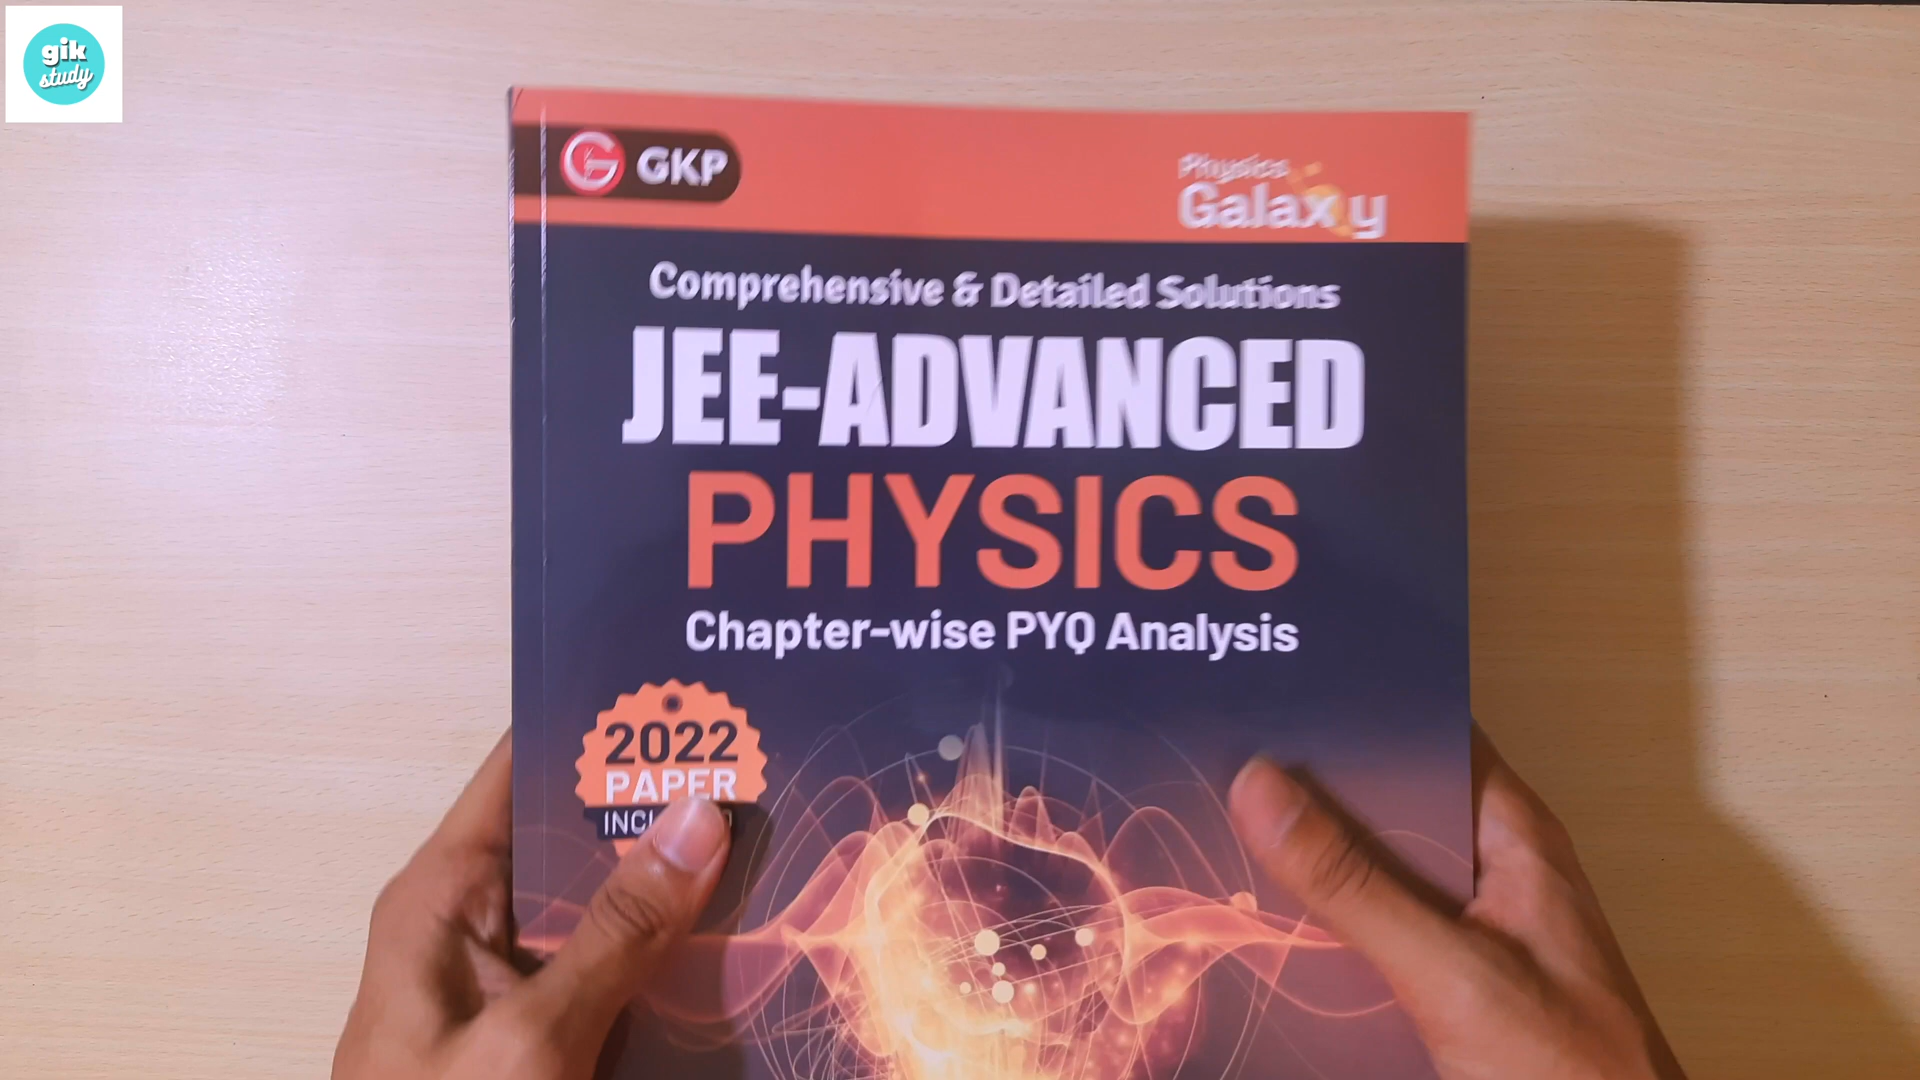 gik
study
GKP
Physics
Galaxy
Comprehensive & Detailed Solutions
JEE-ADVANCED
PHYSICS
Chapter-wise PYQ Analysis
2022
PAPER